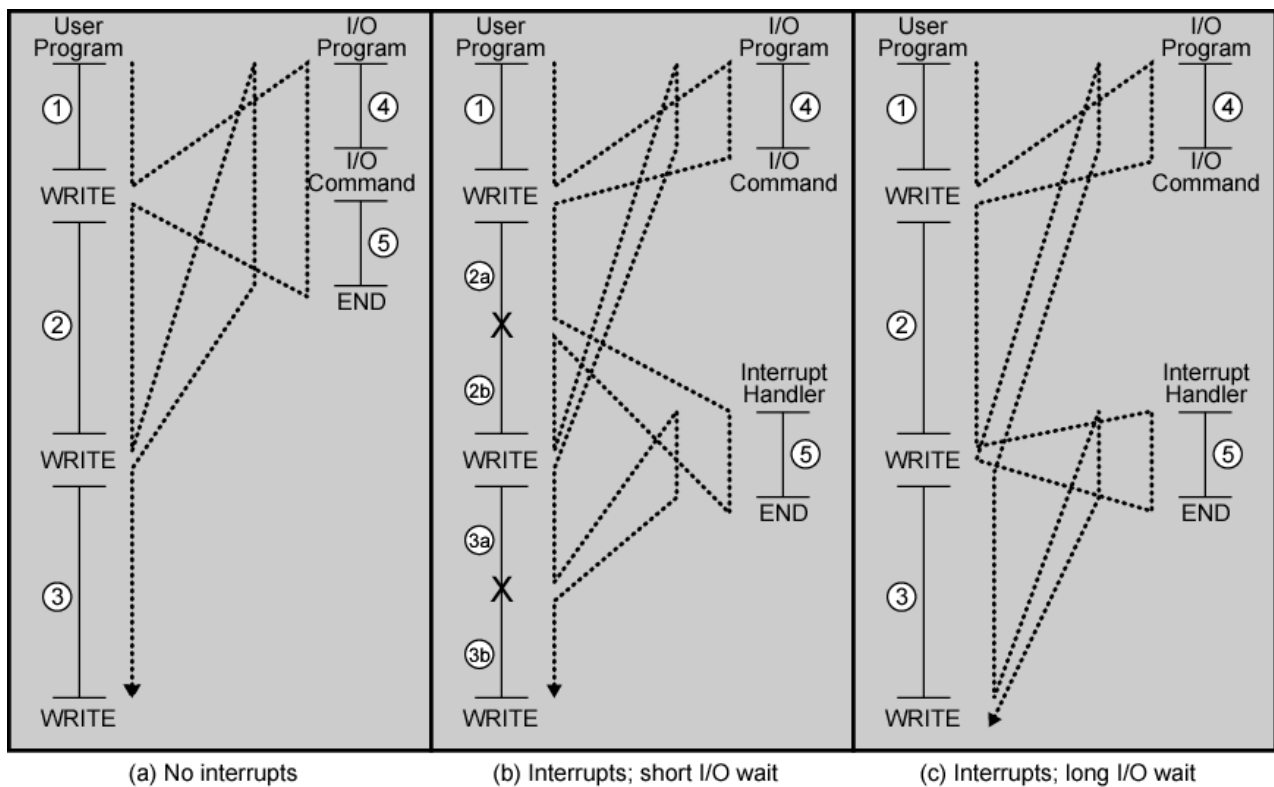 User
Program
I/O
Program
1
4
I/O
Command
WRITE
5
END
2
WRITE
3
WRITE
User
Program
I/O
Program
1
4
I/O
Command
WRITE
2a
X
2b
Interrupt
Handler
WRITE
5
END
3a
X
3b
WRITE
User
Program
I/O
Program
1
4
I/O
Command
WRITE
2
Interrupt
Handler
WRITE
5
END
3
WRITE
(a) No interrupts
(b) Interrupts; short I/O wait
(c) Interrupts; long I/O wait